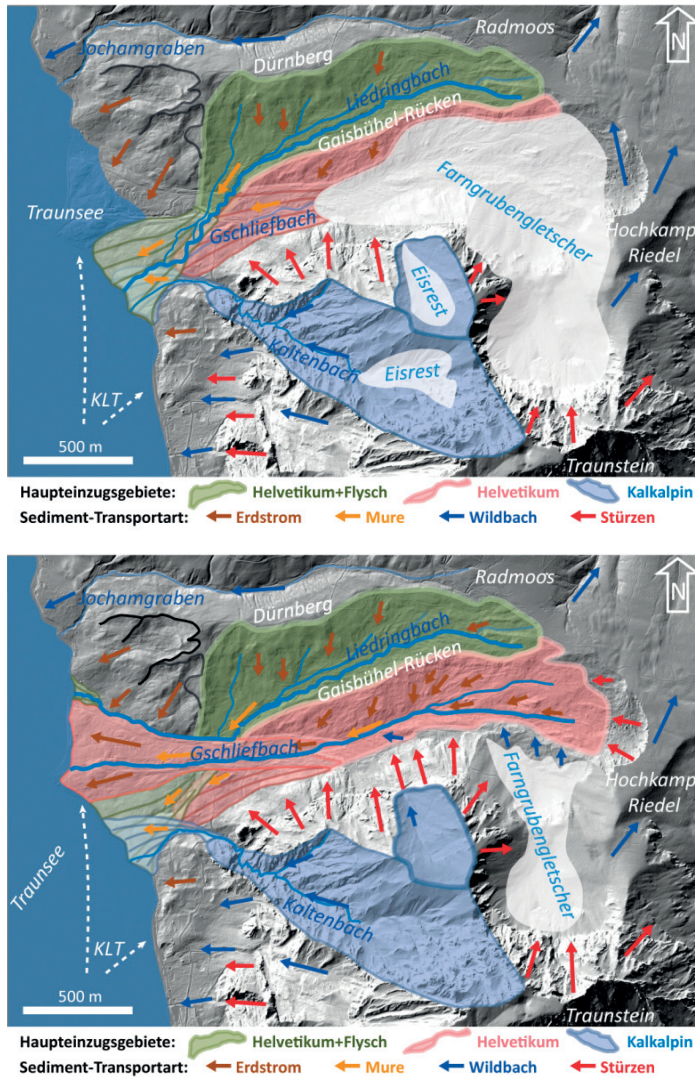 Radmoos
N
Jochamgraben
Dürnberg
Liedringbach
Gaisbühel-Rücken
Farngrubengletscher
Traunsee
Gschliefbach
Hochkamp
Riedel
Eisrest
Kaltenbach
Eisrest
KLT
500 m
Traunstein
Haupteinzugsgebiete: Helvetikum+Flysch Helvetikum Kalkalpin
Sediment-Transportart: Erdstrom Mure Wildbach Stürzen
Radmoos
N
Jochamgraben
Dürnberg
Liedringbach
Gaisbühel-Rücken
Gschliefbach
Hochkamp
Riedel
Farngrubengletscher
Traunsee
Kaltenbach
KLT
500 m
Traunstein
Haupteinzugsgebiete: Helvetikum+Flysch Helvetikum Kalkalpin
Sediment-Transportart: Erdstrom Mure Wildbach Stürzen